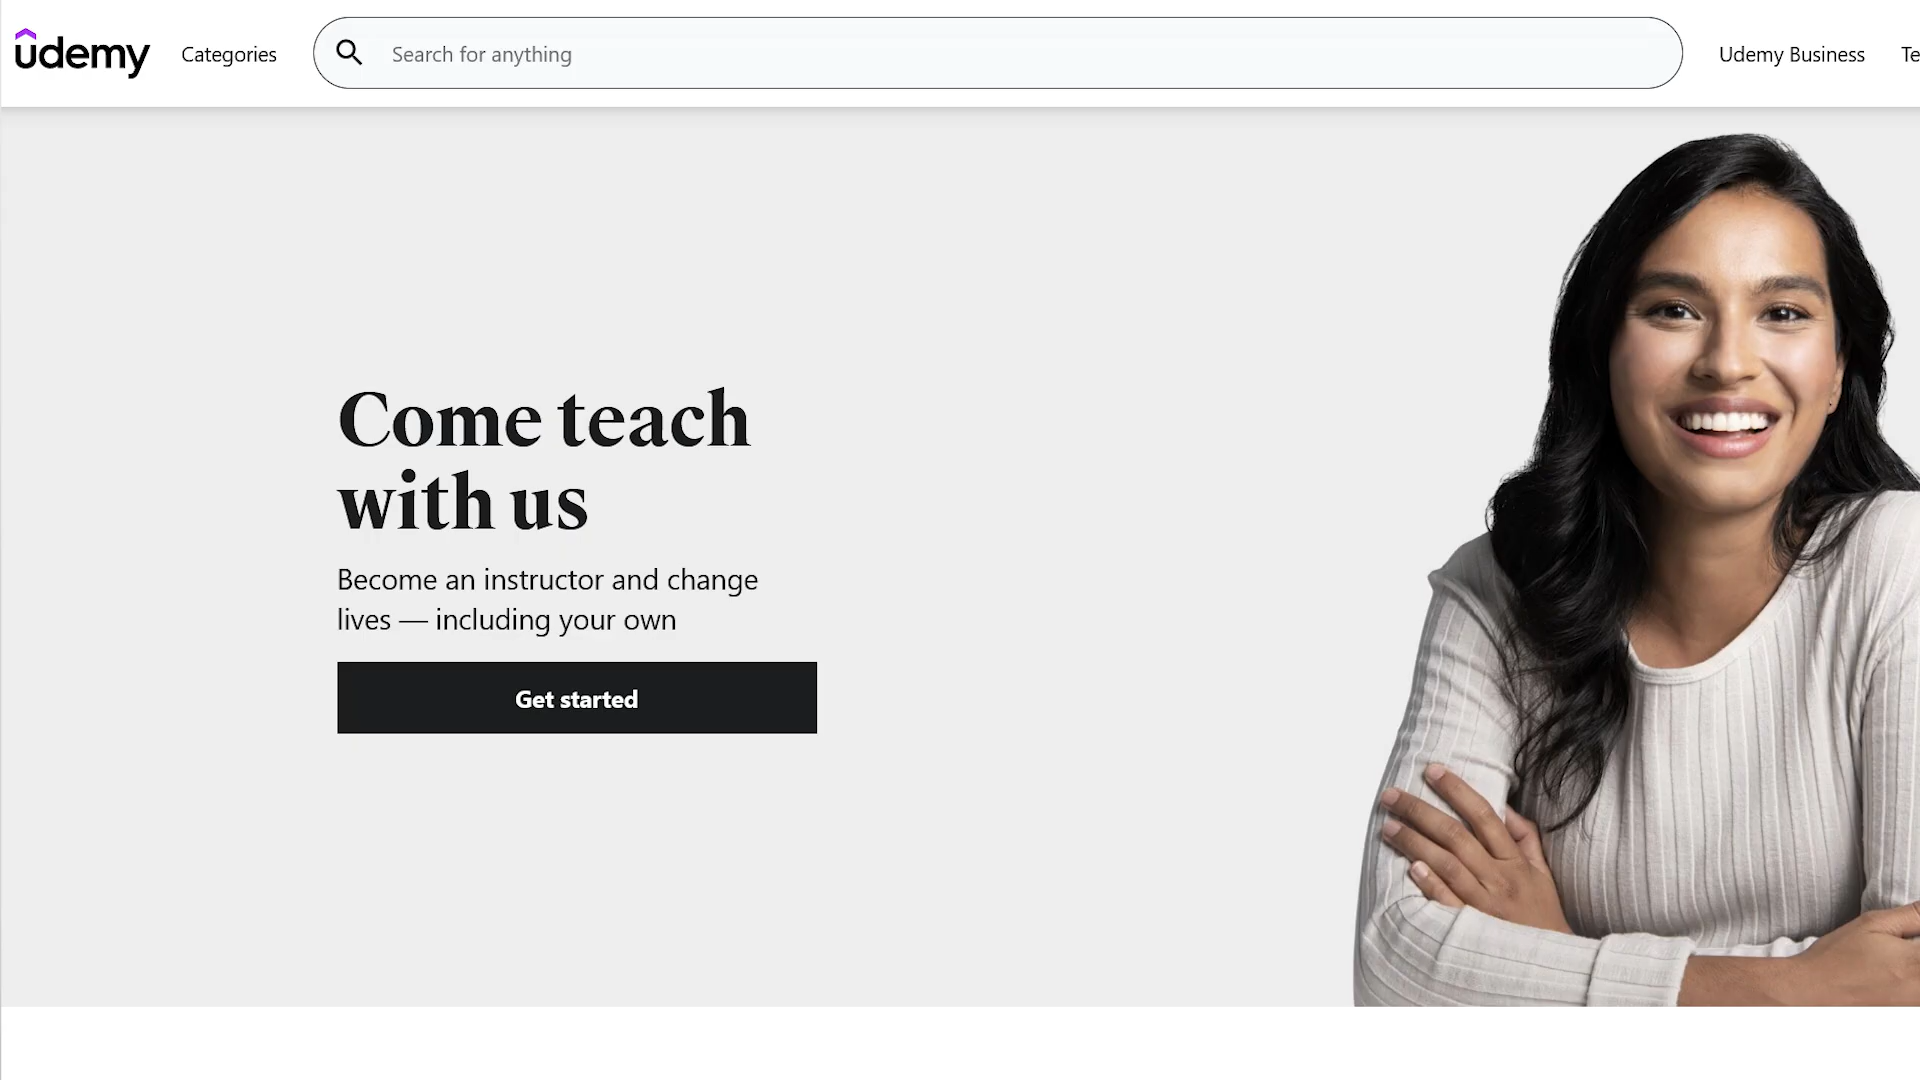 udemy
Categories
Search for anything
Udemy Business
Te
Come teach
with us
Become an instructor and change
lives — including your own
Get started